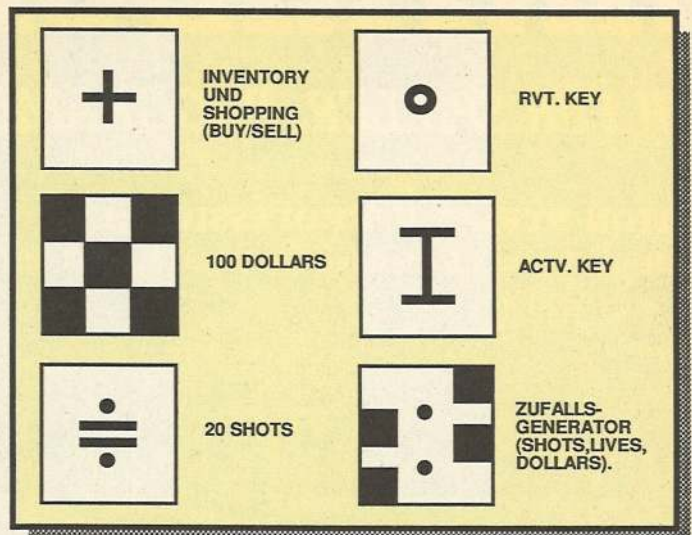 INVENTORY
UND
SHOPPING
(BUY/SELL)
RVT. KEY
100 DOLLARS
ACTV. KEY
20 SHOTS
ZUFALLS-
GENERATOR
(SHOTS,LIVES,
DOLLARS).